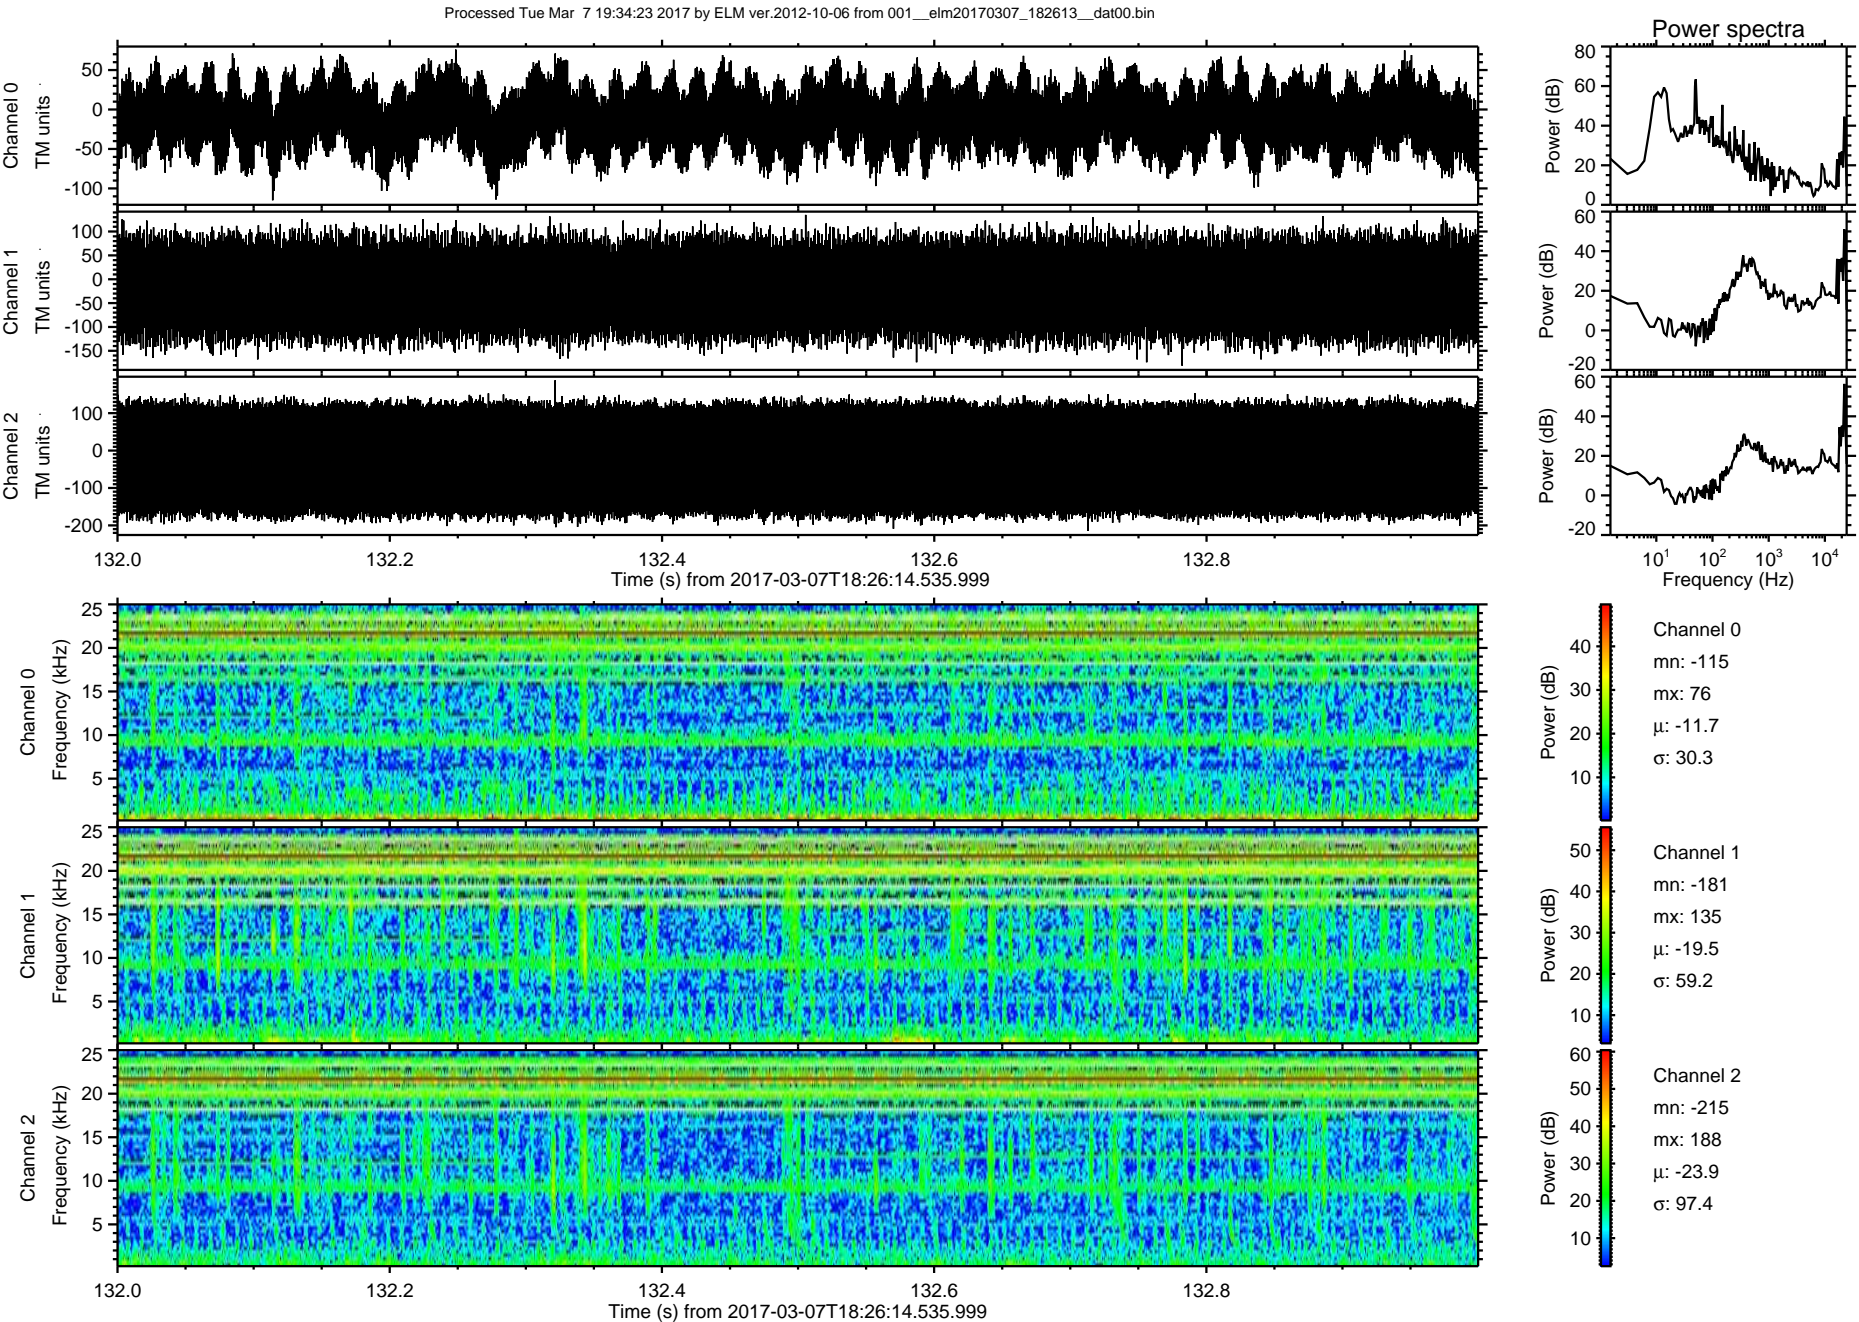 Processed Tue Mar  7 19:34:23 2017 by ELM ver.2012-10-06 from 001__elm20170307_182613__dat00.bin
Power spectra
Channel 0
TM units
50
0
-50
-100
Power (dB)
80
60
40
20
0
Channel 1
TM units
100
50
0
-50
-100
-150
Power (dB)
60
40
20
0
-20
Channel 2
TM units
100
0
-100
-200
Power (dB)
60
40
20
0
-20
132.0 132.2 132.4 132.6 132.8
Time (s) from 2017-03-07T18:26:14.535.999
10^1 10^2 10^3 10^4
Frequency (Hz)
Channel 0
Frequency (kHz)
25
20
15
10
5
Power (dB)
40
30
20
10
Channel 0
mn: -115
mx: 76
μ: -11.7
σ: 30.3
Channel 1
Frequency (kHz)
25
20
15
10
5
Power (dB)
50
40
30
20
10
Channel 1
mn: -181
mx: 135
μ: -19.5
σ: 59.2
Channel 2
Frequency (kHz)
25
20
15
10
5
Power (dB)
60
50
40
30
20
10
Channel 2
mn: -215
mx: 188
μ: -23.9
σ: 97.4
132.0 132.2 132.4 132.6 132.8
Time (s) from 2017-03-07T18:26:14.535.999